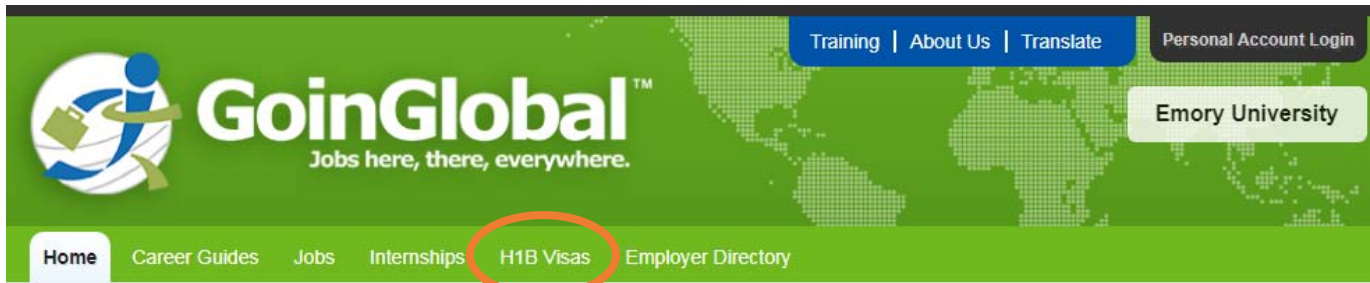 Training | About Us | Translate
Personal Account Login
GoinGlobal™
Jobs here, there, everywhere.
Emory University
Home Career Guides Jobs Internships H1B Visas Employer Directory